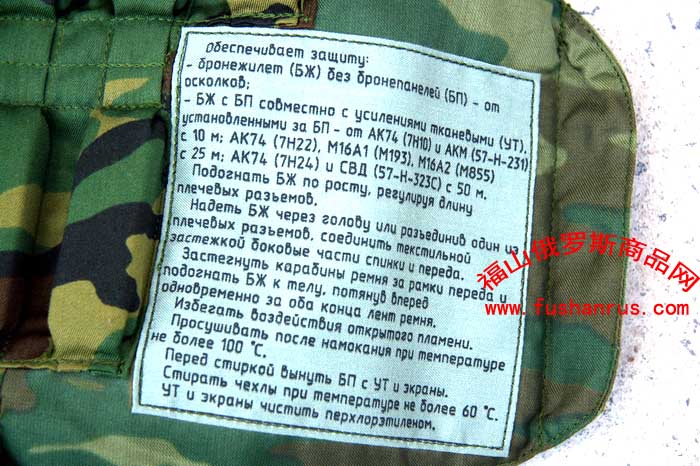 Обеспечивает защиту:
- бронежилет (БЖ) без бронепанелей (БП) - от
осколков;
- БЖ с БП совместно с усилениями тканевыми (УТ),
установленными за БП - от АК74 (7Н10) и АКМ (57-Н-231)
с 10 м; АК74 (7Н22), М16А1 (М193), М16А2 (М855)
с 25 м; АК74 (7Н24) и СВД (57-Н-323С) с 50 м.
Подогнать БЖ по росту, регулируя длину
плечевых разъемов.
Надеть БЖ через голову или разъединив один из
плечевых разъемов, соединить текстильной
застежкой боковые части спинки и переда.
Застегнуть карабины ремня за рамки переда и
подогнать БЖ к телу, потянув вперед
одновременно за оба конца лент ремня.
Избегать воздействия открытого пламени.
Просушивать после намокания при температуре
не более 100 °С.
Перед стиркой вынуть БП с УТ и экраны.
Стирать чехлы при температуре не более 60 °С.
УТ и экраны чистить перхлорэтиленом.
福山俄罗斯商品网
www.fushanrus.com